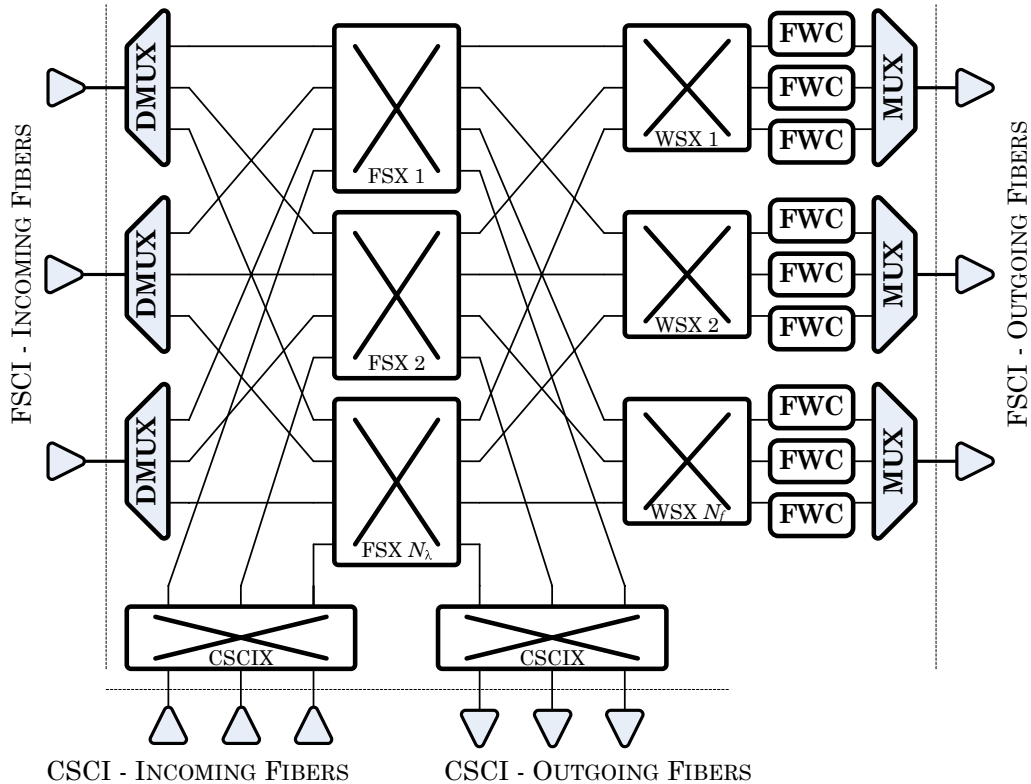 FSCI - INCOMING FIBERS
DMUX
DMUX
DMUX
FSX 1
FSX 2
FSX Nλ
WSX 1
WSX 2
WSX Nf
FWC
FWC
FWC
FWC
FWC
FWC
FWC
FWC
FWC
MUX
MUX
MUX
FSCI - OUTGOING FIBERS
CSCIX
CSCIX
CSCI - INCOMING FIBERS
CSCI - OUTGOING FIBERS